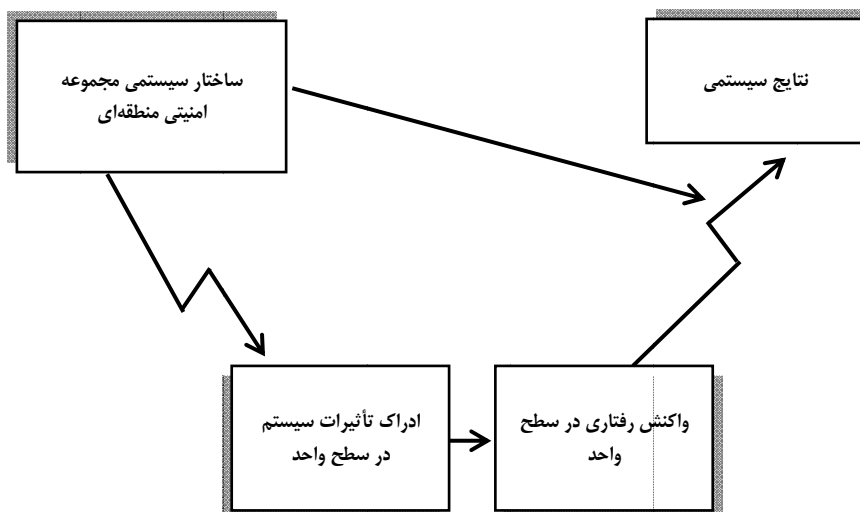 ساختار سیستمی مجموعه
امنیتی منطقه‌ای
نتایج سیستمی
ادراک تأثیرات سیستم
در سطح واحد
واکنش رفتاری در سطح
واحد